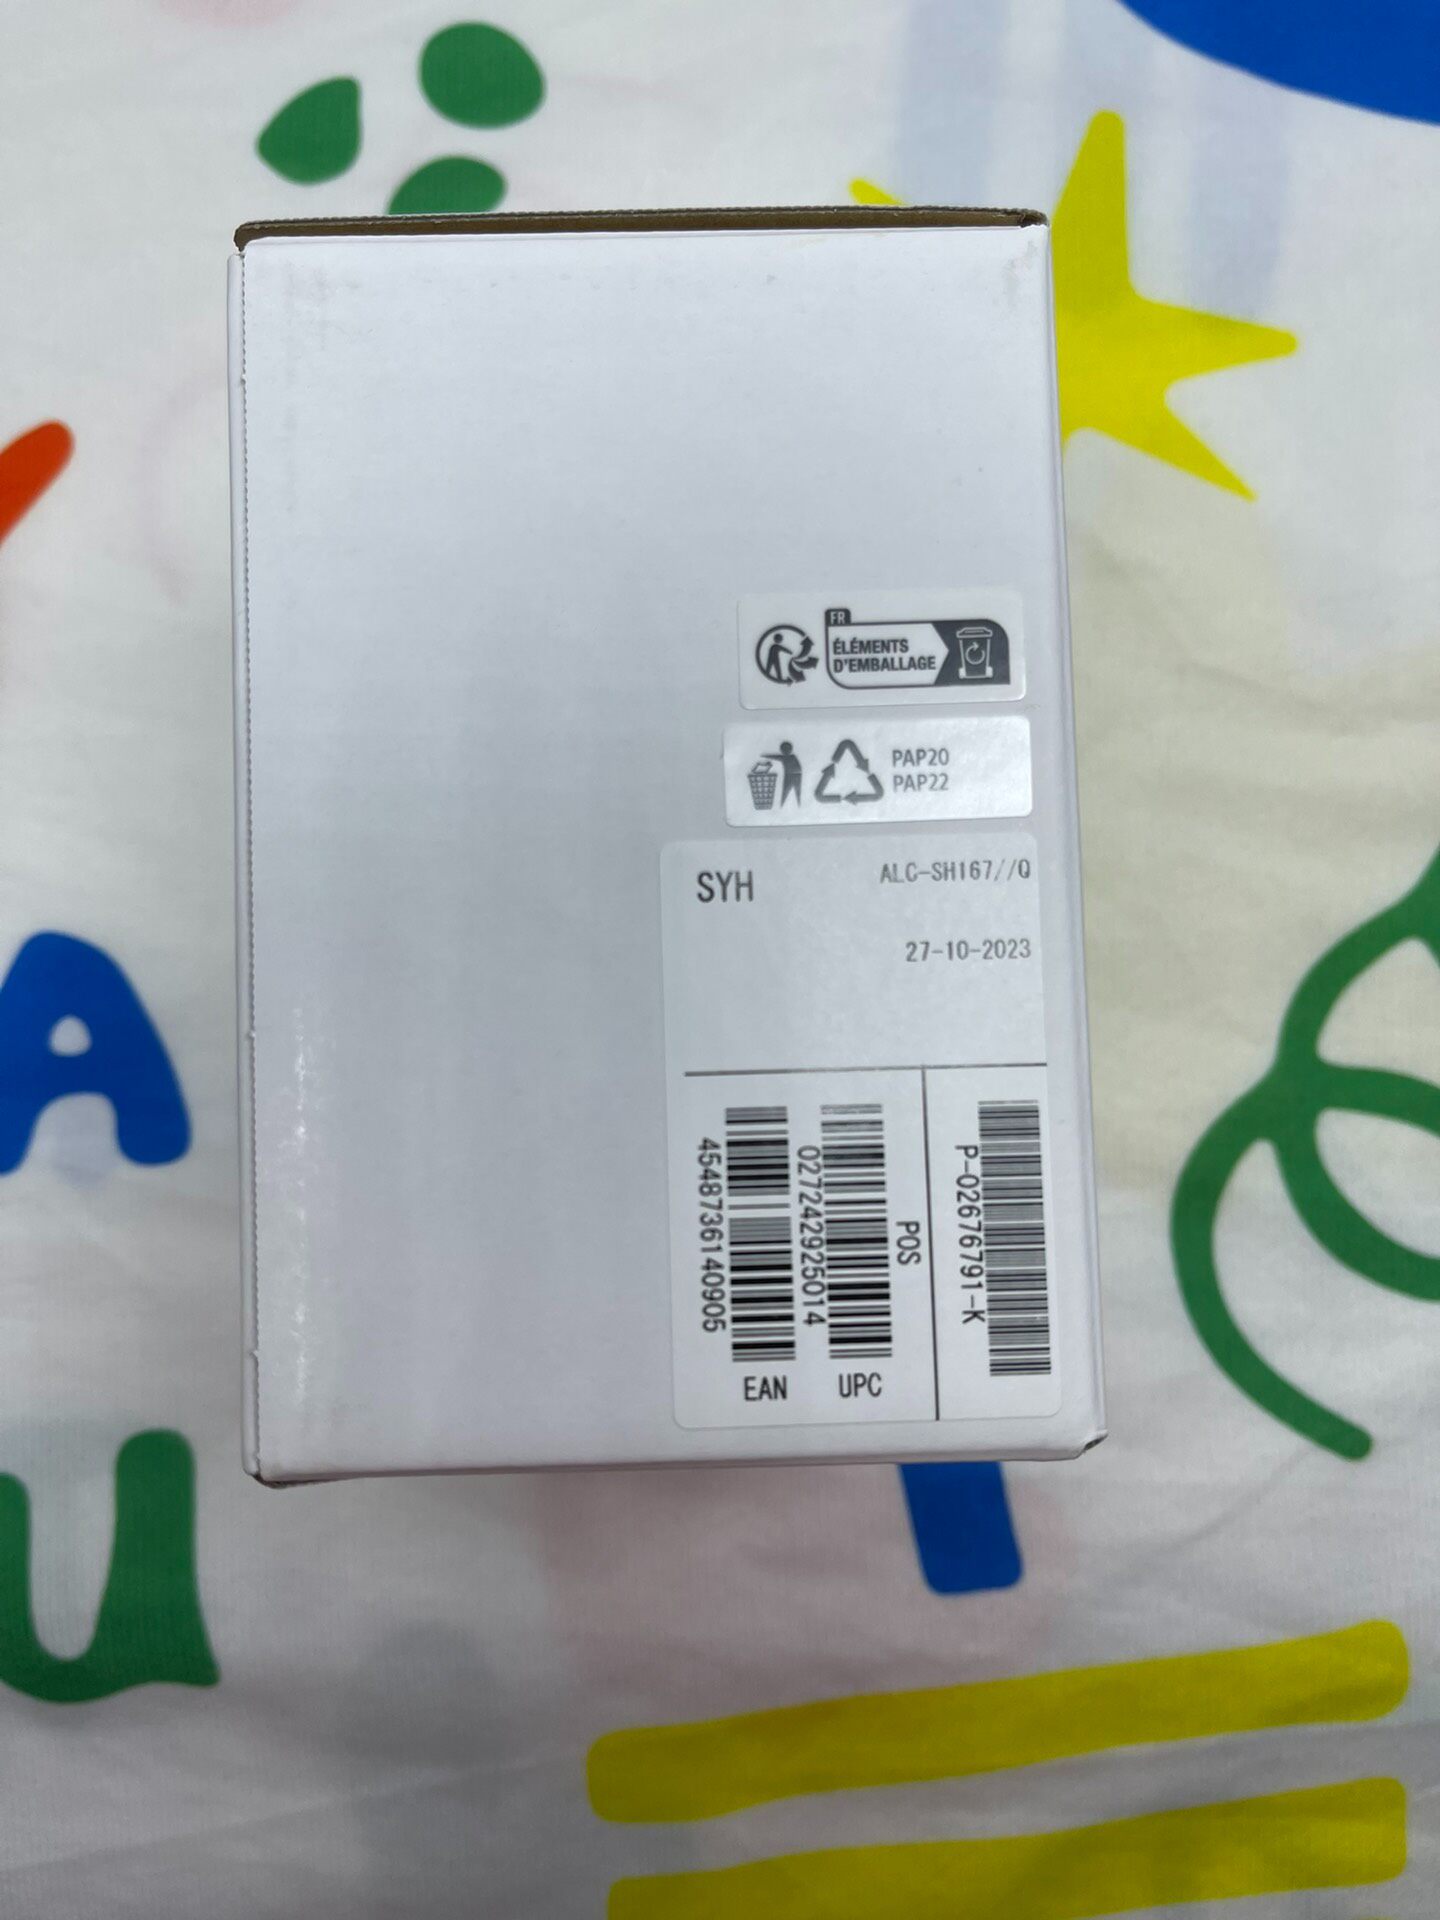 FR
ÉLÉMENTS
D'EMBALLAGE
PAP20
PAP22
SYH
ALC-SH167//Q
27-10-2023
P-02676791-K
POS
027242925014
4548736140905
EAN
UPC
A
u